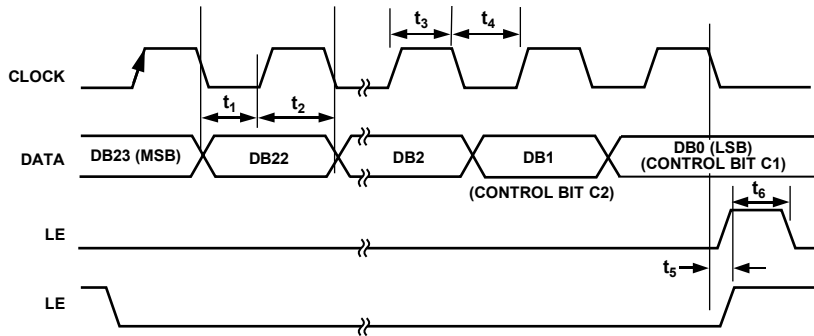 t3 t4
CLOCK
t1 t2
DATA DB23 (MSB) DB22 DB2 DB1 DB0 (LSB)
(CONTROL BIT C1)
(CONTROL BIT C2)
t6
LE
t5
LE